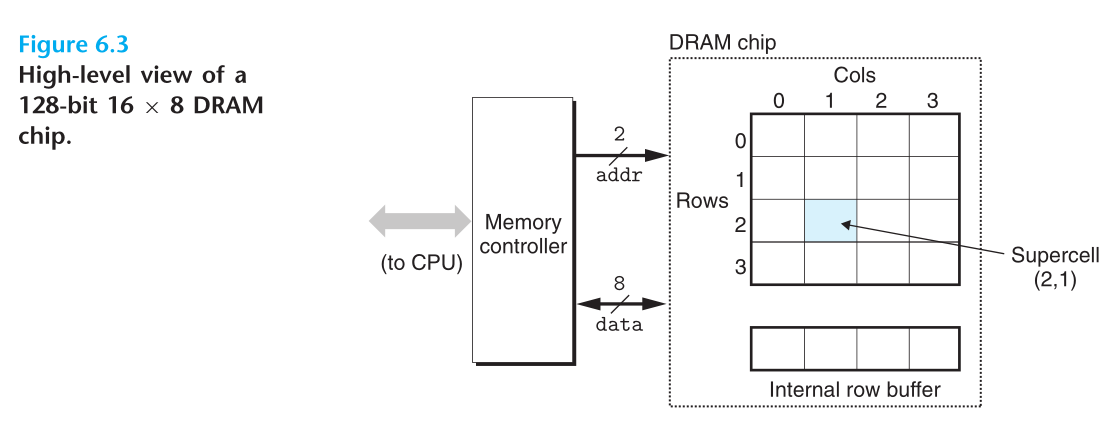 Figure 6.3
High-level view of a
128-bit 16 × 8 DRAM
chip.
DRAM chip
Cols
0 1 2 3
0
1
2
3
Rows
2
addr
Memory
controller
(to CPU)
8
data
Supercell
(2,1)
Internal row buffer